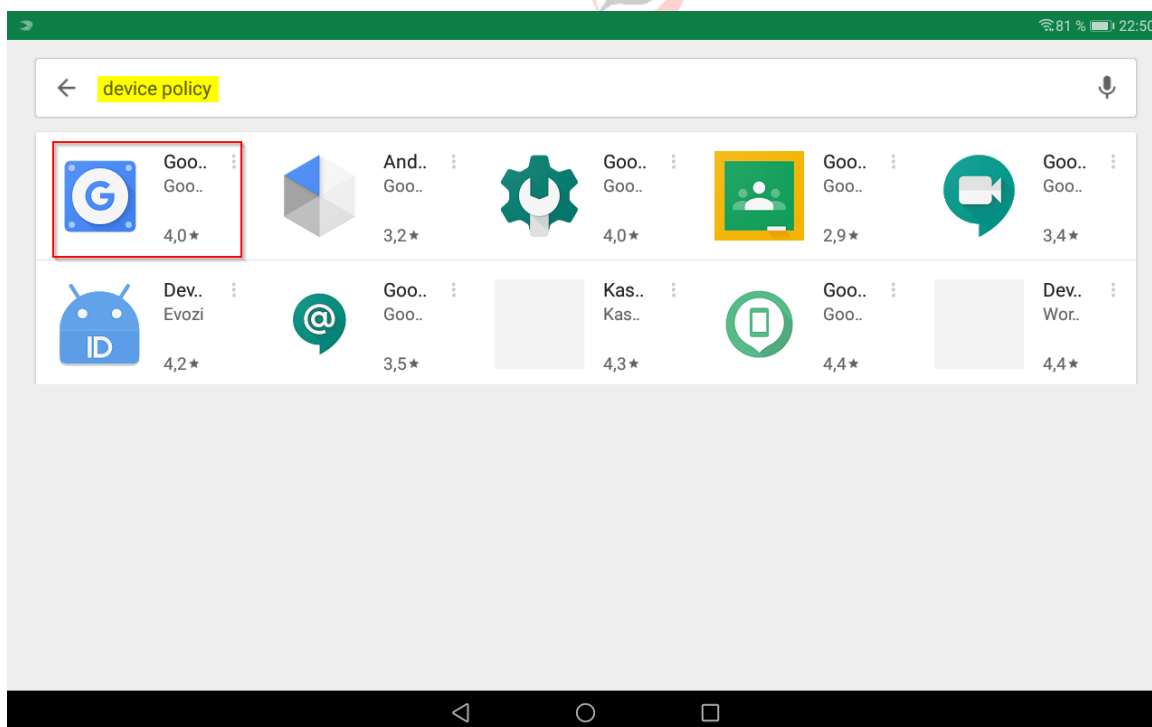 81 % 22:50
device policy
Goo.. And.. Goo.. Goo.. Goo..
Goo.. Goo.. Goo.. Goo.. Goo..
4,0★ 3,2★ 4,0★ 2,9★ 3,4★
Dev.. Goo.. Kas.. Goo.. Dev..
Evozi Goo.. Kas.. Goo.. Wor..
ID
4,2★ 3,5★ 4,3★ 4,4★ 4,4★